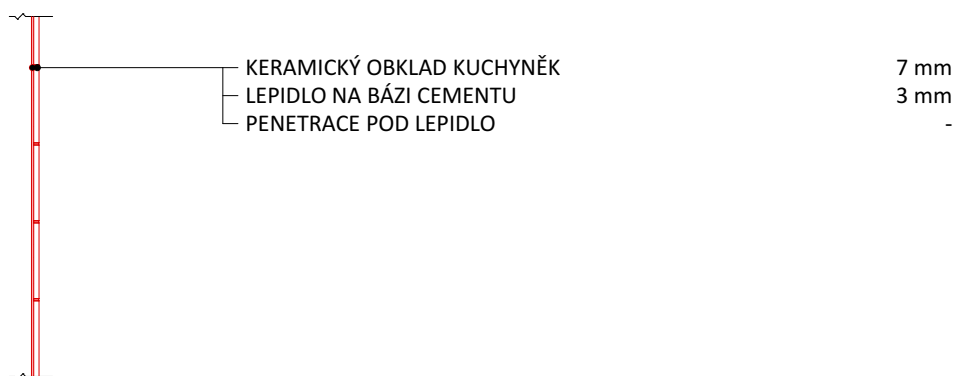 KERAMICKÝ OBKLAD KUCHYNĚK 7 mm
LEPIDLO NA BÁZI CEMENTU 3 mm
PENETRACE POD LEPIDLO -